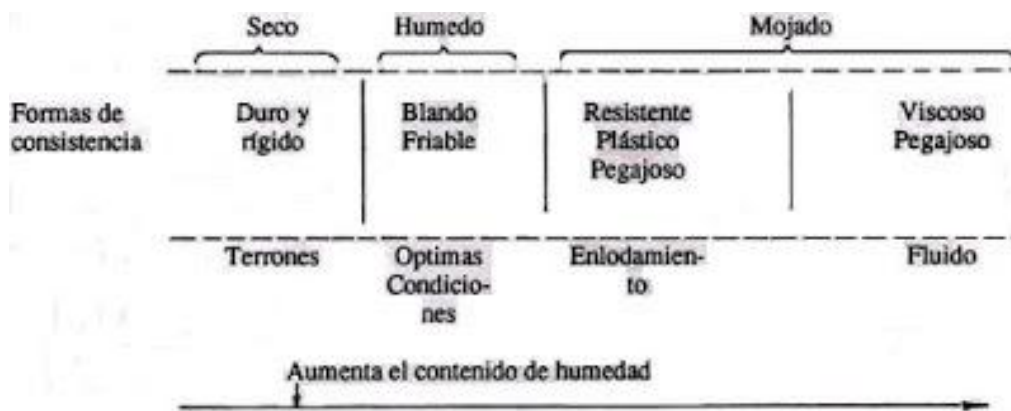 Seco Humedo Mojado
Formas de consistencia
Duro y rígido
Blando Friable
Resistente Plástico Pegajoso
Viscoso Pegajoso
Terrones
Optimas Condicio-nes
Enlodamien-to
Fluido
Aumenta el contenido de humedad